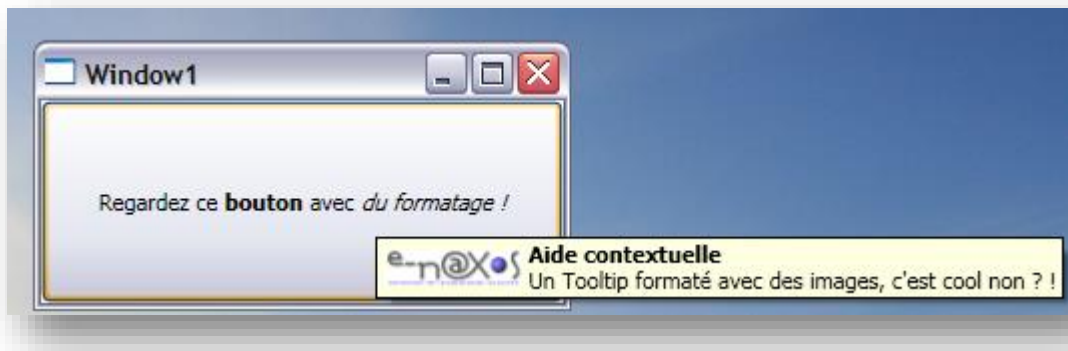 Window1
Regardez ce bouton avec du formatage !
e-n@xos
Aide contextuelle
Un Tooltip formaté avec des images, c'est cool non ? !